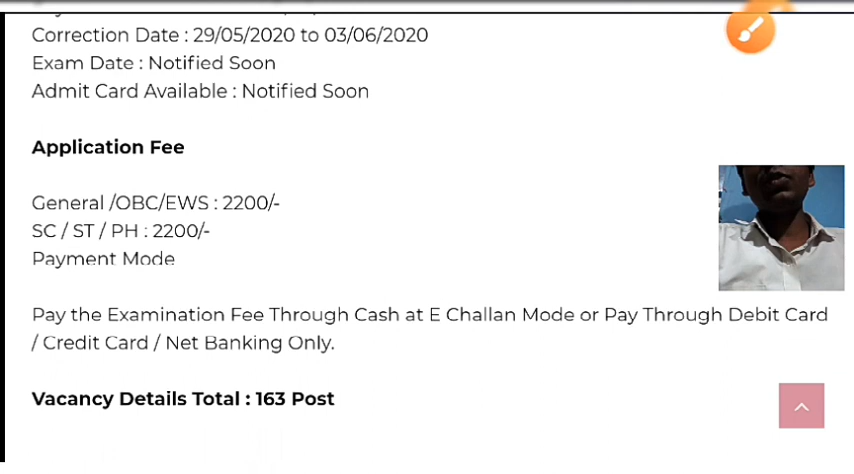 Correction Date : 29/05/2020 to 03/06/2020
Exam Date : Notified Soon
Admit Card Available : Notified Soon
Application Fee
General /OBC/EWS : 2200/-
SC / ST / PH : 2200/-
Payment Mode
Pay the Examination Fee Through Cash at E Challan Mode or Pay Through Debit Card
/ Credit Card / Net Banking Only.
Vacancy Details Total : 163 Post